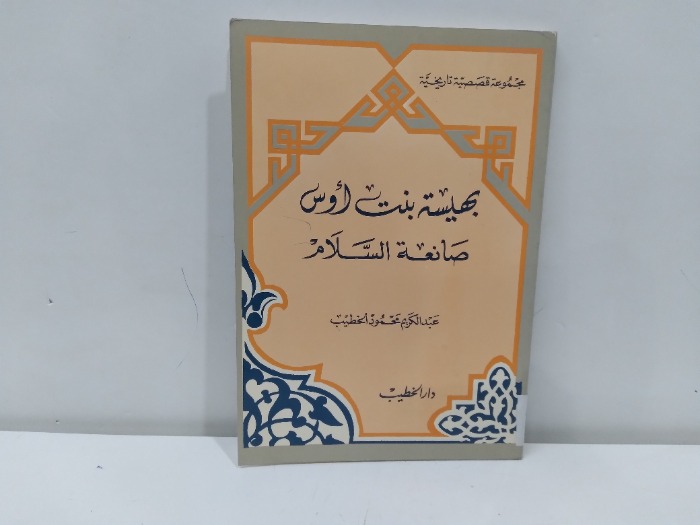 مجموعة قصصية تاريخية
بهيسة بنت أوس
صانعة السلام
عبد الكريم محمود الخطيب
دار الخطيب